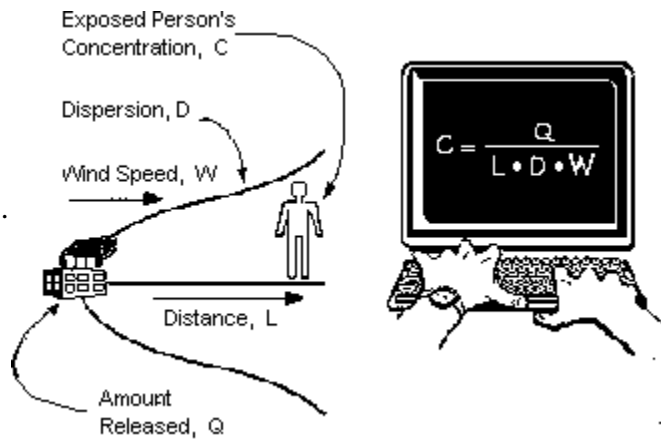 Exposed Person's
Concentration, C
Dispersion, D
Wind Speed, W
Distance, L
Amount
Released, Q
C = Q
L • D • W